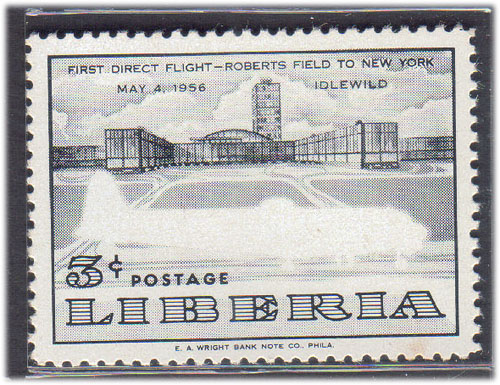 FIRST DIRECT FLIGHT—ROBERTS FIELD TO NEW YORK
MAY 4, 1956 IDLEWILD
3¢ POSTAGE
LIBERIA
E. A. WRIGHT BANK NOTE CO., PHILA.